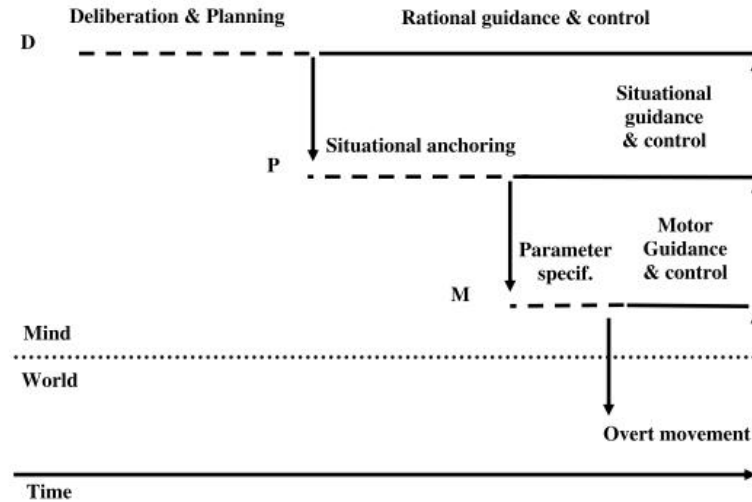 Deliberation & Planning
Rational guidance & control
D
Situational
guidance
& control
Situational anchoring
P
Motor
Guidance
& control
Parameter
specif.
M
Mind
World
Overt movement
Time